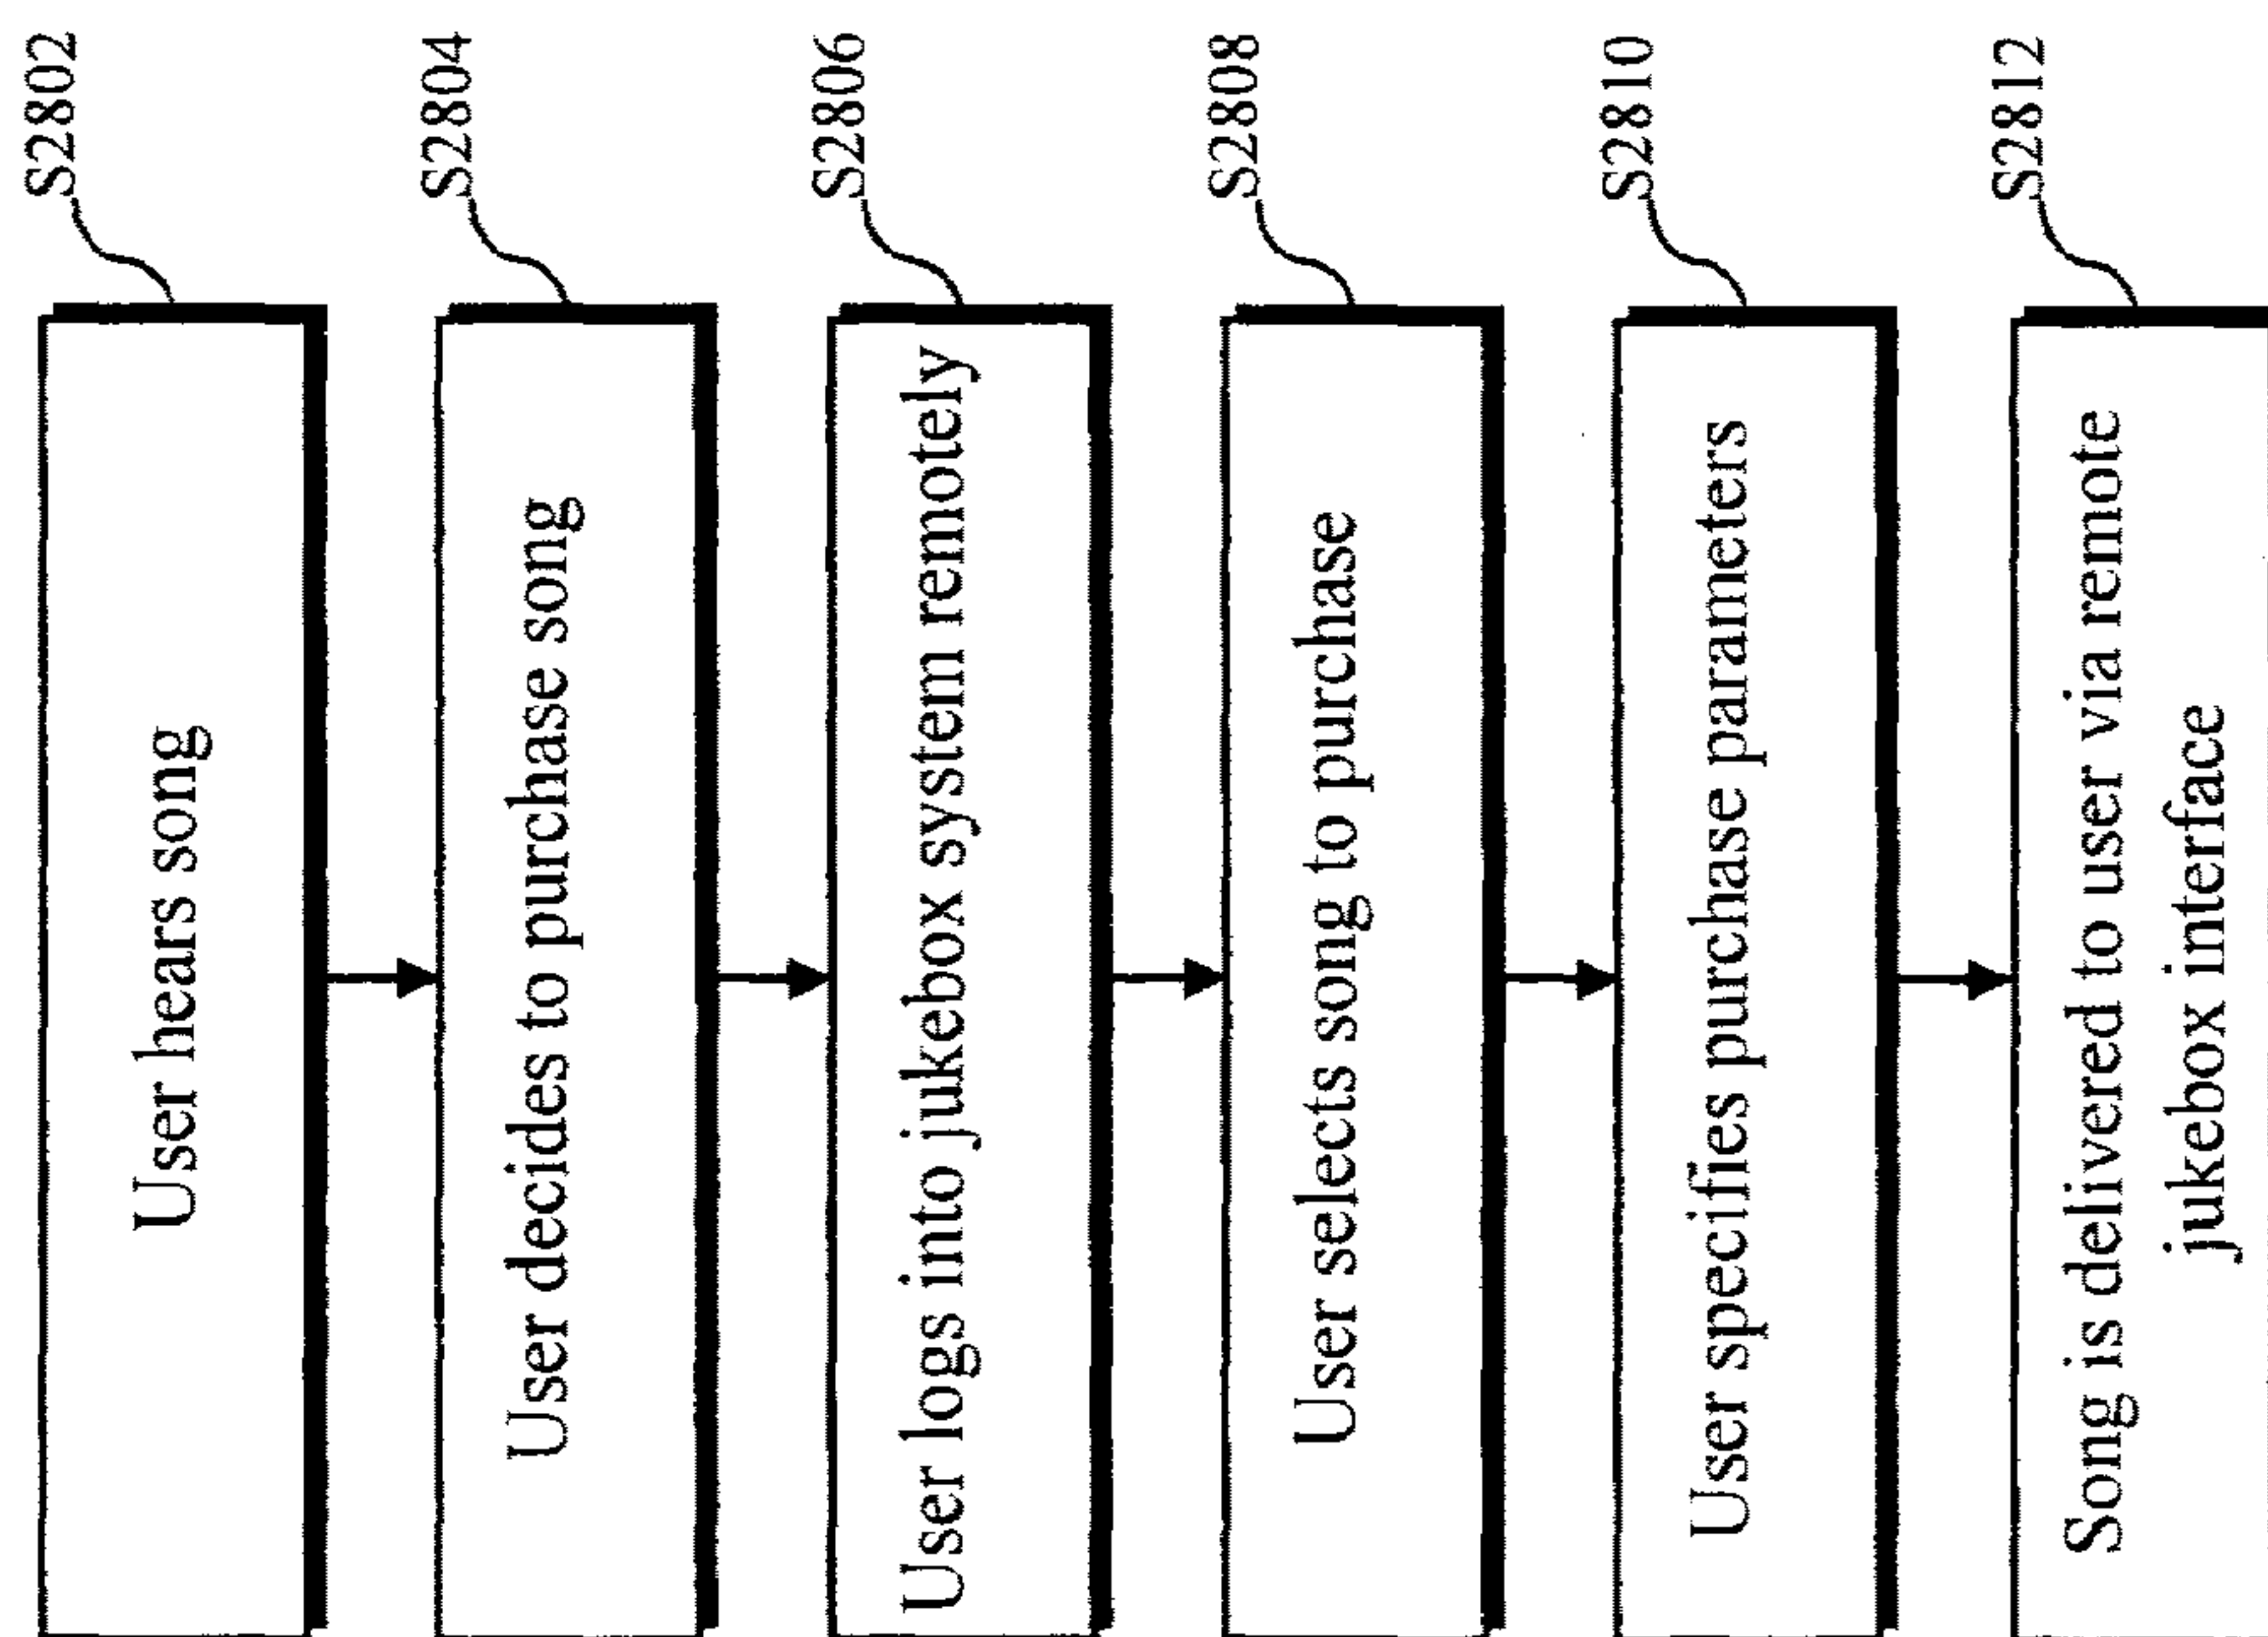 S2802
User hears song
S2804
User decides to purchase song
S2806
User logs into jukebox system remotely
S2808
User selects song to purchase
S2810
User specifies purchase parameters
S2812
Song is delivered to user via remote
jukebox interface